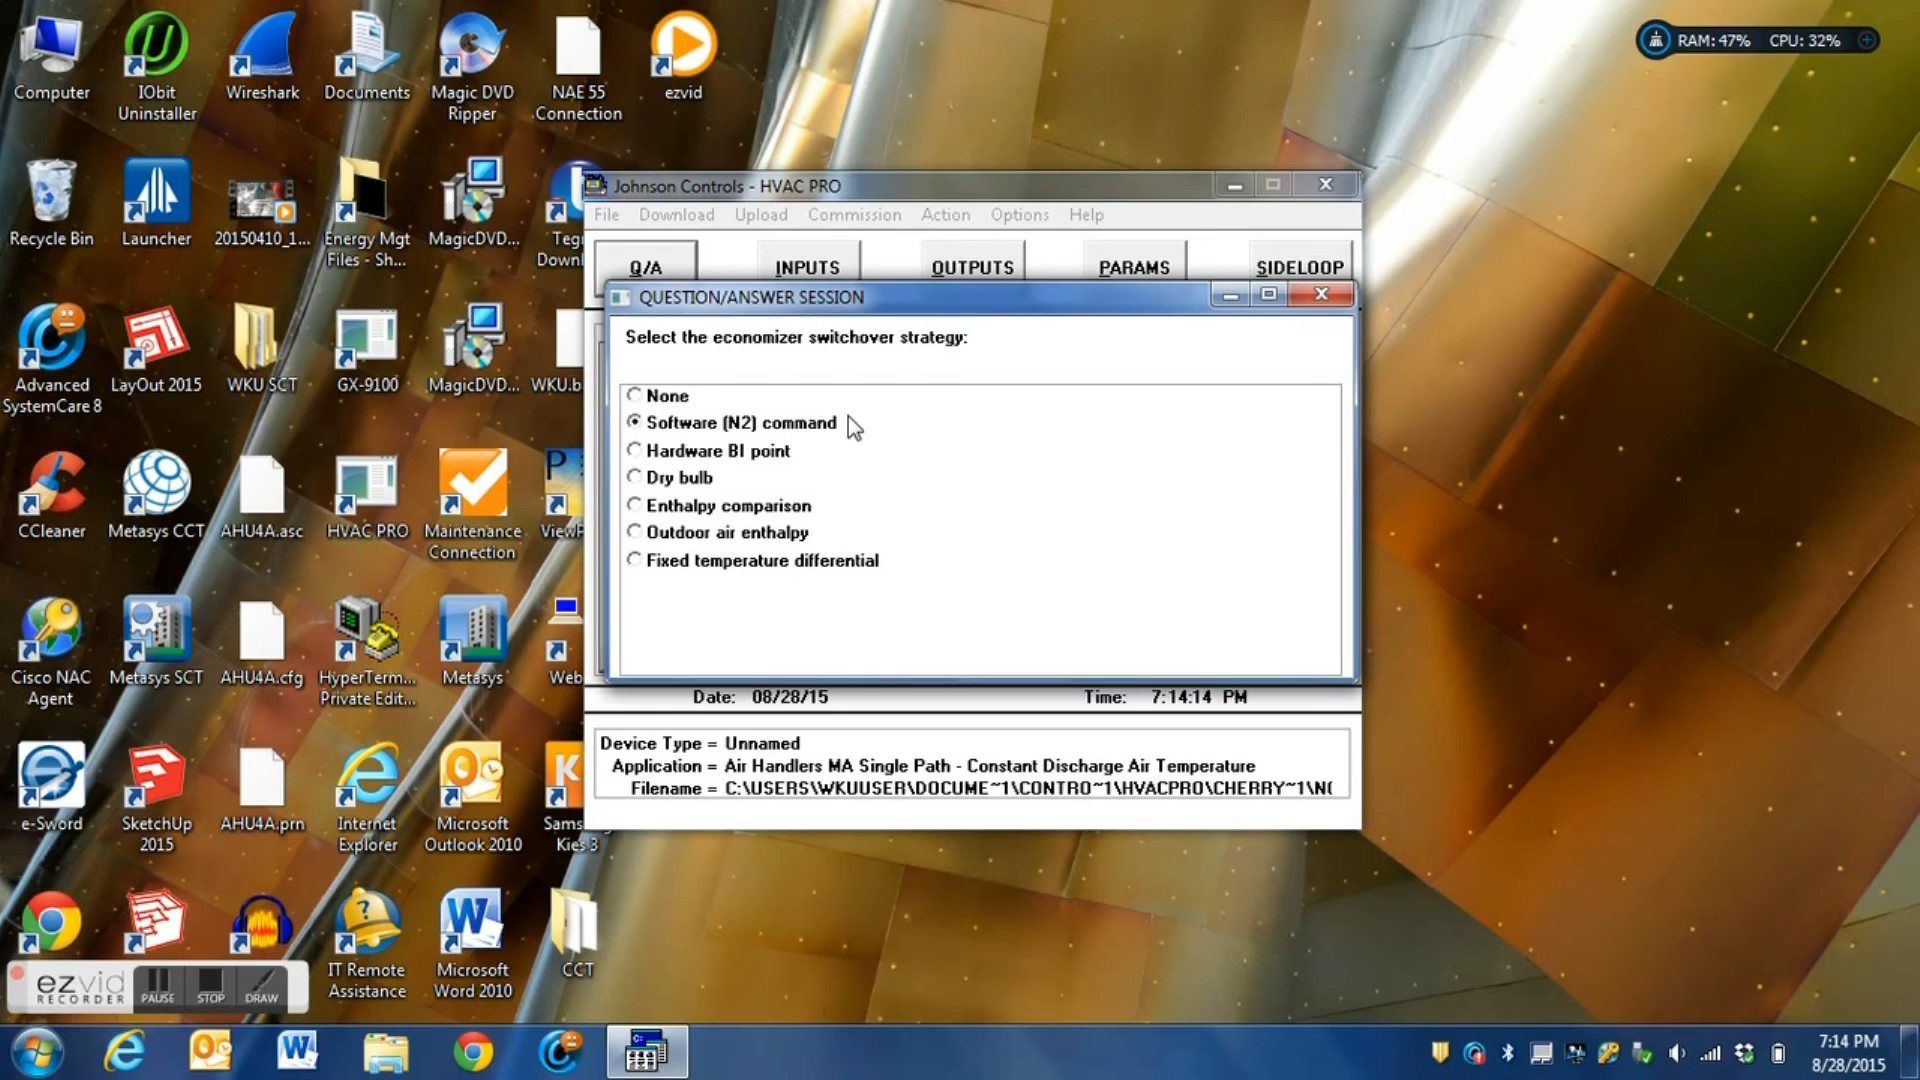 Computer
IObit
Uninstaller
Wireshark
Documents
Magic DVD
Ripper
NAE 55
Connection
ezvid
RAM: 47% CPU: 32%
Recycle Bin
Launcher
20150410_1...
Energy Mgt
Files - Sh...
MagicDVD...
Advanced
SystemCare 8
LayOut 2015
WKU SCT
GX-9100
MagicDVD...
CCleaner
Metasys CCT
AHU4A.asc
HVAC PRO
Maintenance
Connection
Cisco NAC
Agent
Metasys SCT
AHU4A.cfg
HyperTerm...
Private Edit...
Metasys
Web
e-Sword
SketchUp
2015
AHU4A.prn
Internet
Explorer
Microsoft
Outlook 2010
Sams
Kies 3
IT Remote
Assistance
Microsoft
Word 2010
CCT
ezvid
RECORDER
PAUSE
STOP
DRAW
Johnson Controls - HVAC PRO
File Download Upload Commission Action Options Help
Q/A INPUTS OUTPUTS PARAMS SIDELOOP
QUESTION/ANSWER SESSION
Select the economizer switchover strategy:
None
Software (N2) command
Hardware BI point
Dry bulb
Enthalpy comparison
Outdoor air enthalpy
Fixed temperature differential
Date: 08/28/15 Time: 7:14:14 PM
Device Type = Unnamed
Application = Air Handlers MA Single Path - Constant Discharge Air Temperature
Filename = C:\USERS\WKUUSER\DOCUME~1\CONTRO~1\HVACPRO\CHERRY~1\
7:14 PM
8/28/2015